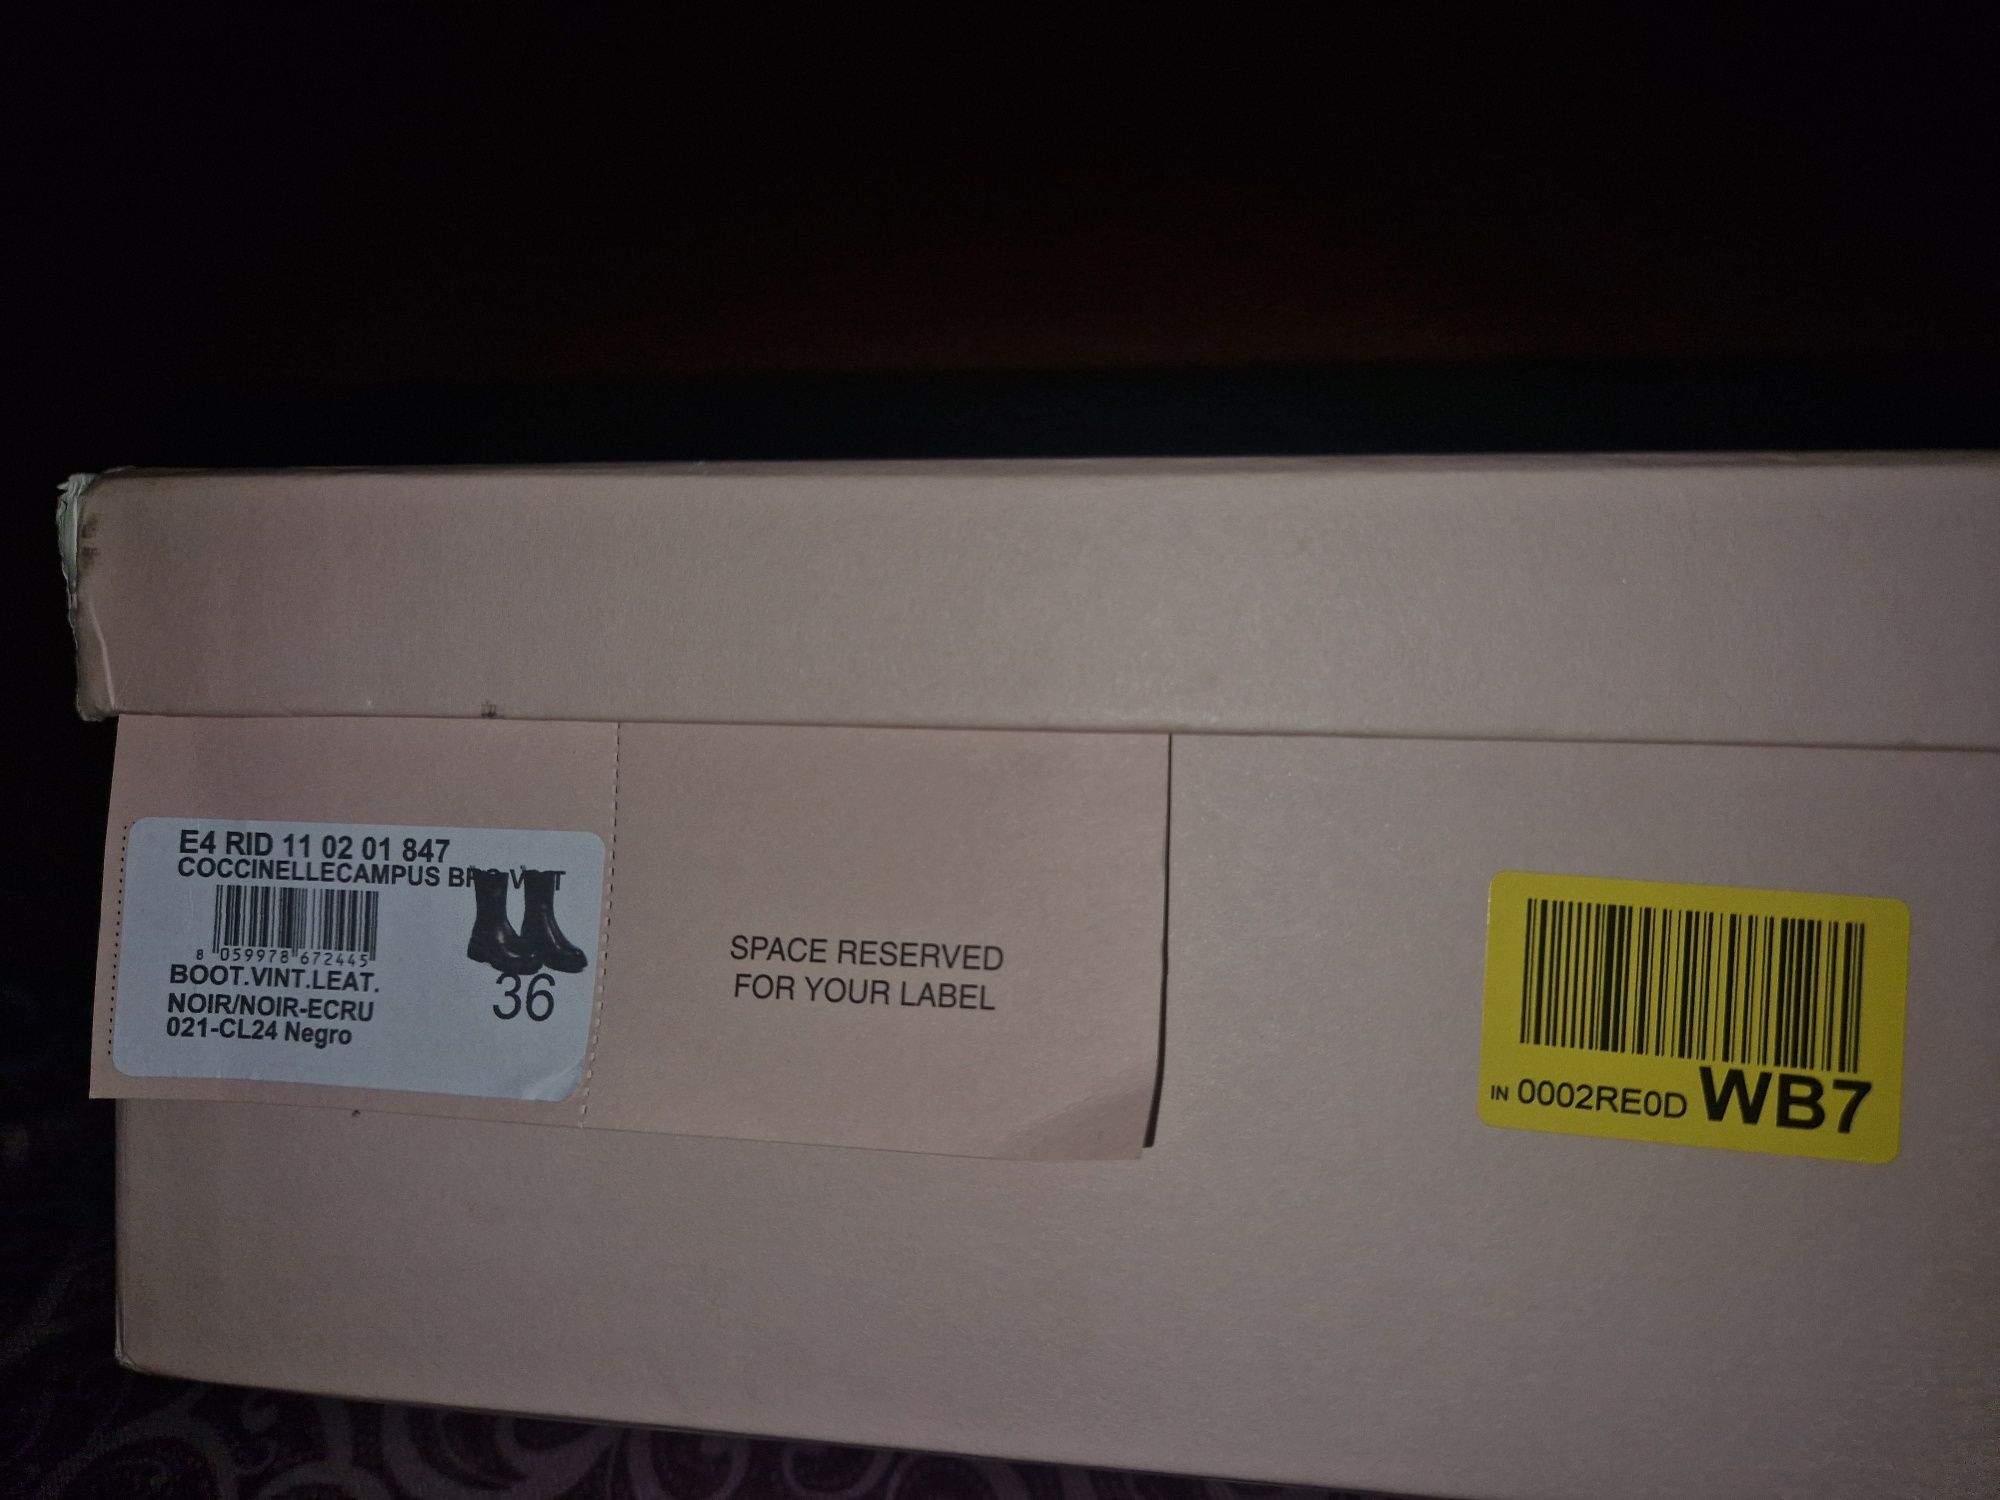 E4 RID 11 02 01 847
COCCINELLECAMPUS
8 059978 672445
BOOT.VINT.LEAT.
NOIR/NOIR-ECRU
021-CL24 Negro
36
SPACE RESERVED
FOR YOUR LABEL
IN 0002RE0D WB7